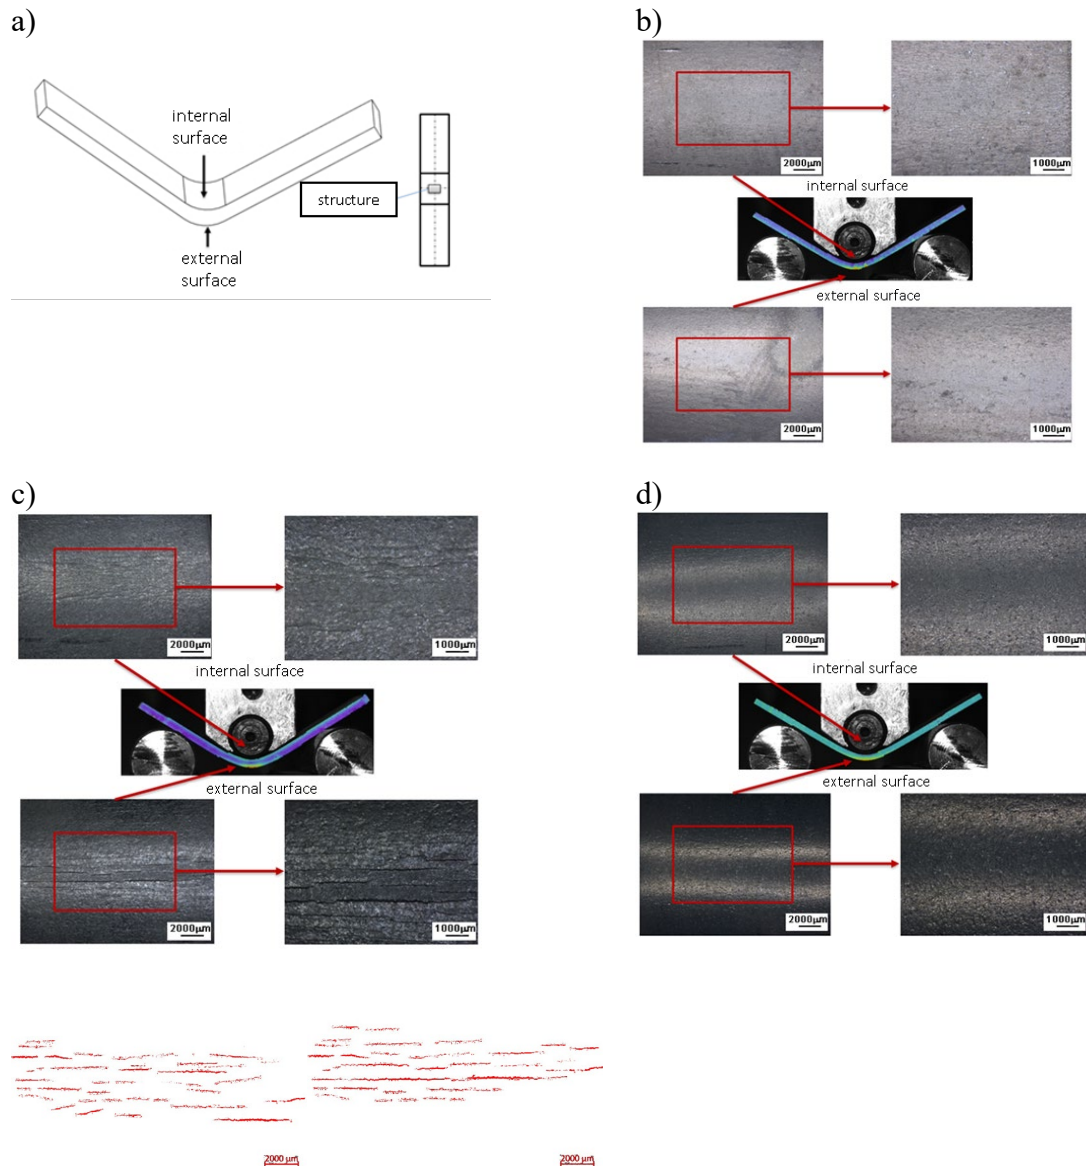 a)
internal
surface
structure
external
surface
b)
2000µm
1000µm
internal surface
external surface
2000µm
1000µm
c)
2000µm
1000µm
internal surface
external surface
2000µm
1000µm
d)
2000µm
1000µm
internal surface
external surface
2000µm
1000µm
2000 µm
2000 µm